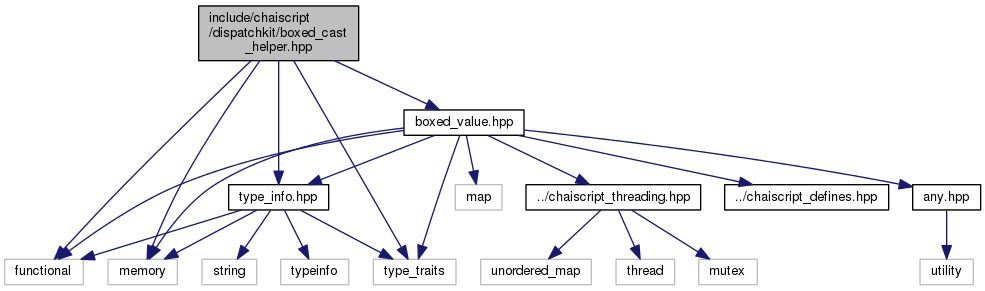 include/chaiscript
/dispatchkit/boxed_cast
_helper.hpp
boxed_value.hpp
type_info.hpp
map
../chaiscript_threading.hpp
../chaiscript_defines.hpp
any.hpp
functional
memory
string
typeinfo
type_traits
unordered_map
thread
mutex
utility